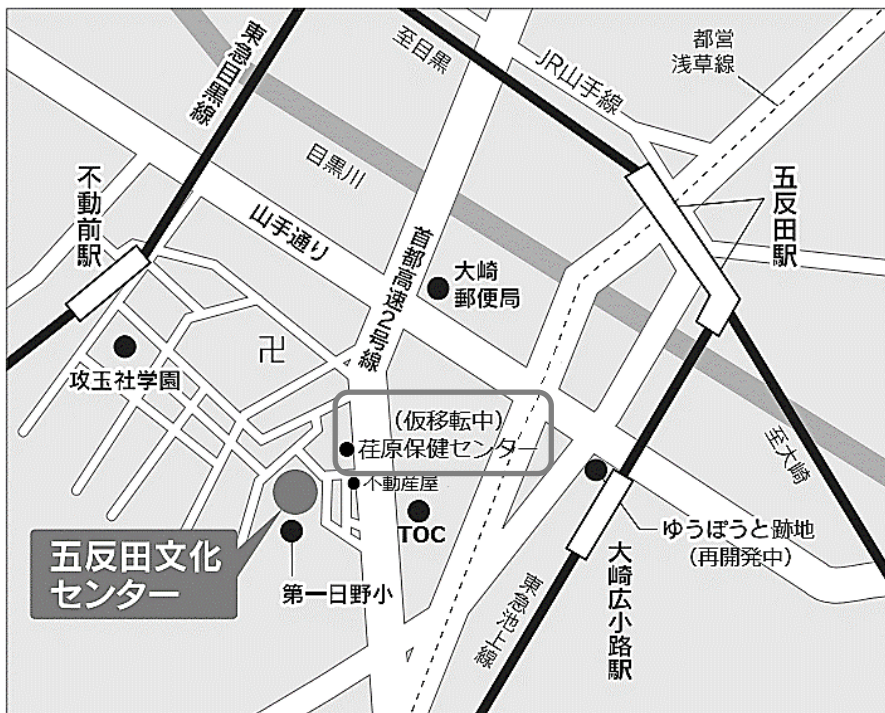 東急目黒線
至目黒
JR山手線
都営
浅草線
不動前駅
目黒川
五反田駅
山手通り
首都高速2号線
大崎
郵便局
卍
攻玉社学園
(仮移転中)
荏原保健センター
至大崎
不動産屋
TOC
ゆうぽうと跡地
(再開発中)
五反田文化
センター
第一日野小
東急池上線
大崎広小路駅